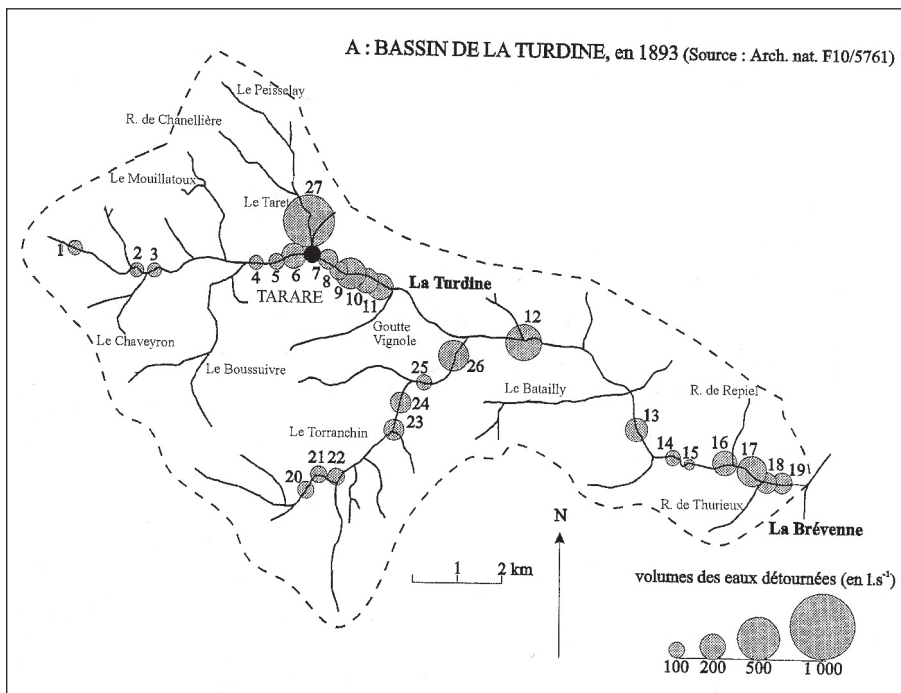 A : BASSIN DE LA TURDINE, en 1893 (Source : Arch. nat. F10/5761)
Le Peisselay
R. de Chanellière
Le Mouillatoux
27
Le Taret
1
2
3
4
5
6
7
8
9
10
11
TARARE
La Turdine
Goutte
Vignole
12
Le Chaveyron
Le Boussuivre
25
26
24
23
Le Batailly
R. de Repiel
13
Le Torranchin
14
15
16
17
18
19
20
21
22
R. de Thurieux
La Brévenne
N
1
2 km
volumes des eaux détournées (en l.s⁻¹)
100
200
500
1 000